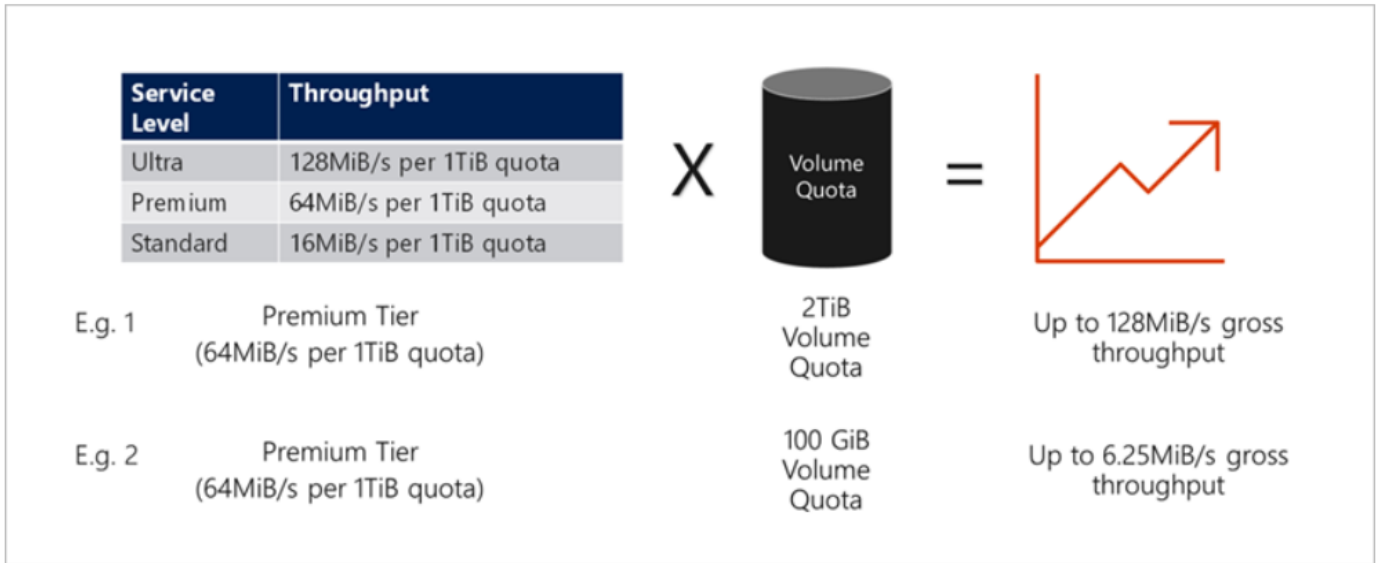 Service
Level
Throughput
Ultra
128MiB/s per 1TiB quota
Premium
64MiB/s per 1TiB quota
Standard
16MiB/s per 1TiB quota
X
Volume
Quota
=
E.g. 1
Premium Tier
(64MiB/s per 1TiB quota)
2TiB
Volume
Quota
Up to 128MiB/s gross
throughput
E.g. 2
Premium Tier
(64MiB/s per 1TiB quota)
100 GiB
Volume
Quota
Up to 6.25MiB/s gross
throughput